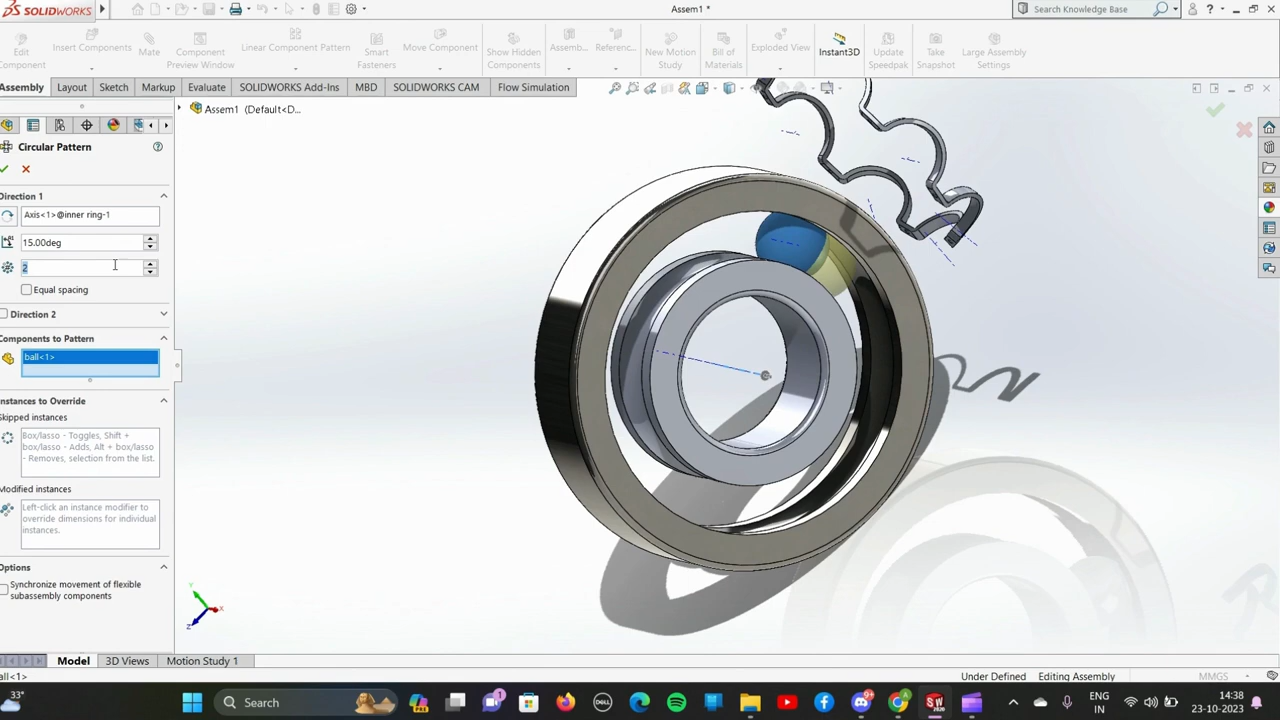 SOLIDWORKS
Assem1 *
Search Knowledge Base
Edit Component
Insert Components
Mate
Component Preview Window
Linear Component Pattern
Smart Fasteners
Move Component
Show Hidden Components
Assemb...
Referenc...
New Motion Study
Bill of Materials
Exploded View
Instant3D
Update Speedpak
Take Snapshot
Large Assembly Settings
Assembly
Layout
Sketch
Markup
Evaluate
SOLIDWORKS Add-Ins
MBD
SOLIDWORKS CAM
Flow Simulation
Assem1 (Default<D...
Circular Pattern
Direction 1
Axis<1>@inner ring-1
15.00deg
2
Equal spacing
Direction 2
Components to Pattern
ball<1>
Instances to Override
Skipped instances
Box/lasso - Toggles, Shift +
box/lasso - Adds, Alt + box/lasso
- Removes, selection from the list.
Modified instances
Left-click an instance modifier to
override dimensions for individual
instances.
Options
Synchronize movement of flexible
subassembly components
Y
X
Z
Model
3D Views
Motion Study 1
all<1>
Under Defined
Editing Assembly
MMGS
33°
Search
ENG
IN
14:38
23-10-2023